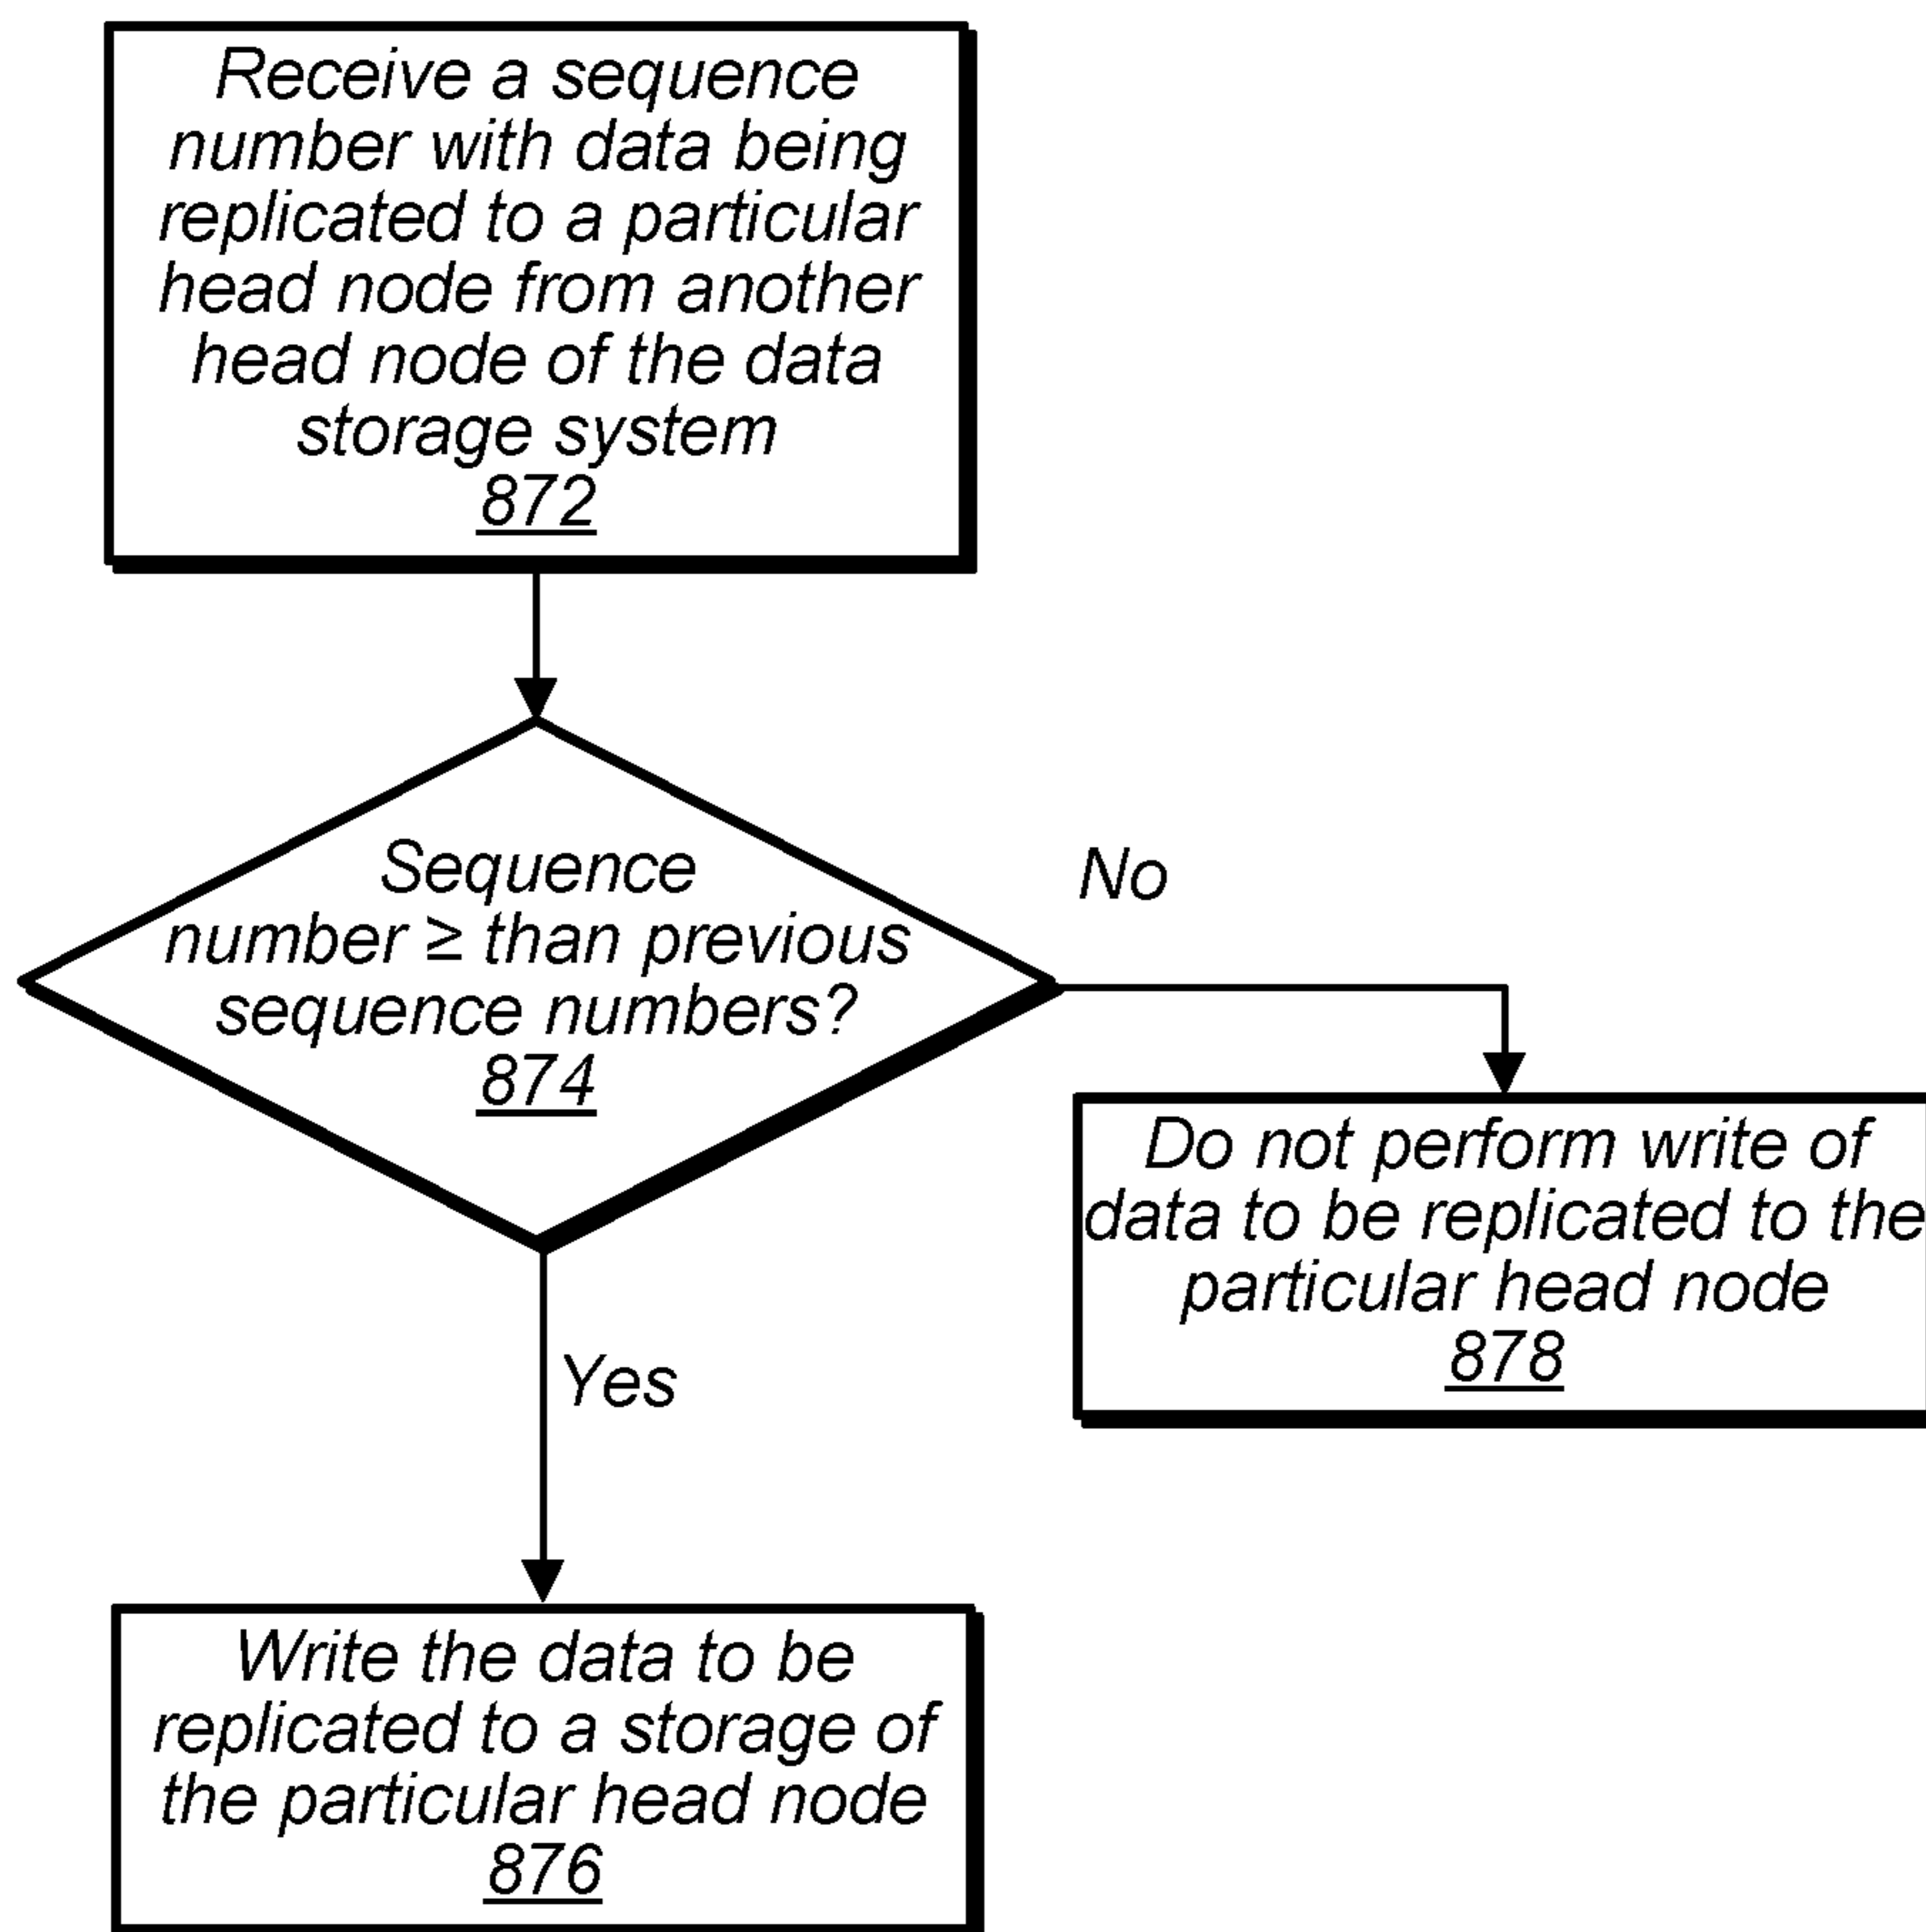 Receive a sequence
number with data being
replicated to a particular
head node from another
head node of the data
storage system
872
Sequence
number ≥ than previous
sequence numbers?
874
No
Do not perform write of
data to be replicated to the
particular head node
878
Yes
Write the data to be
replicated to a storage of
the particular head node
876